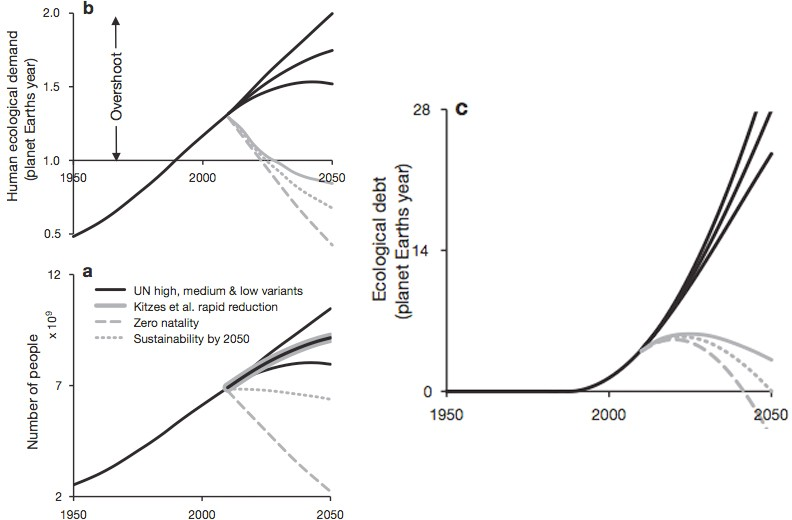 b
Human ecological demand
(planet Earths year)
2.0
1.5
1.0
0.5
Overshoot
1950
2000
2050
a
Number of people
x10⁹
12
7
2
UN high, medium & low variants
Kitzes et al. rapid reduction
Zero natality
Sustainability by 2050
1950
2000
2050
c
Ecological debt
(planet Earths year)
28
14
0
1950
2000
2050